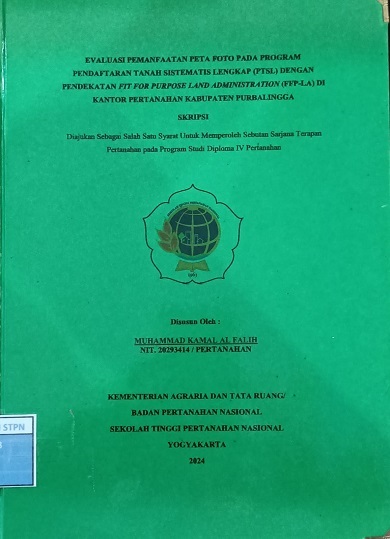 EVALUASI PEMANFAATAN PETA FOTO PADA PROGRAM
PENDAFTARAN TANAH SISTEMATIS LENGKAP (PTSL) DENGAN
PENDEKATAN FIT-FOR PURPOSE LAND ADMINISTRATION (FFP-LA) DI
KANTOR PERTANAHAN KABUPATEN PURBALINGGA
SKRIPSI
Diajukan Sebagai Salah Satu Syarat Untuk Memperoleh Sebutan Sarjana Terapan
Pertanahan pada Program Studi Diploma IV Pertanahan
Disusun Oleh :
MUHAMMAD KAMAL AL FALIH
NIT. 20293414 / PERTANAHAN
KEMENTERIAN AGRARIA DAN TATA RUANG/
BADAN PERTANAHAN NASIONAL
SEKOLAH TINGGI PERTANAHAN NASIONAL
YOGYAKARTA
2024
STPN